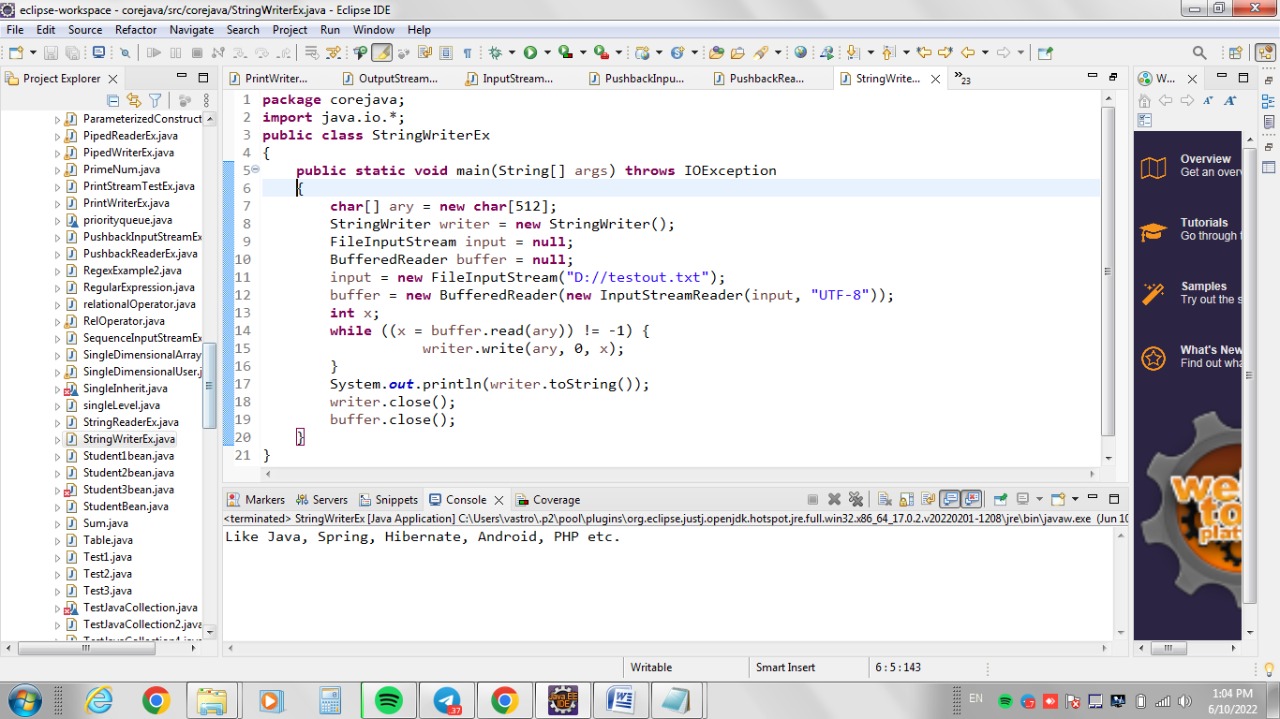 eclipse-workspace - corejava/src/corejava/StringWriterEx.java - Eclipse IDE
File Edit Source Refactor Navigate Search Project Run Window Help
Project Explorer
ParameterizedConstruct
PipedReaderEx.java
PipedWriterEx.java
PrimeNum.java
PrintStreamTestEx.java
PrintWriterEx.java
priorityqueue.java
PushbackInputStreamEx
PushbackReaderEx.java
RegexExample2.java
RegularExpression.java
relationalOperator.java
RelOperator.java
SequenceInputStreamEx
SingleDimensionalArray
SingleDimensionalUser.j
SingleInherit.java
singleLevel.java
StringReaderEx.java
StringWriterEx.java
Student1bean.java
Student2bean.java
Student3bean.java
StudentBean.java
Sum.java
Table.java
Test1.java
Test2.java
Test3.java
TestJavaCollection.java
TestJavaCollection2.java
TestJavaCollection4.java
PrintWriter... OutputStream... InputStream... PushbackInpu... PushbackRea... StringWrite... »23
1 package corejava;
2 import java.io.*;
3 public class StringWriterEx
4 {
5 public static void main(String[] args) throws IOException
6 {
7 char[] ary = new char[512];
8 StringWriter writer = new StringWriter();
9 FileInputStream input = null;
10 BufferedReader buffer = null;
11 input = new FileInputStream("D://testout.txt");
12 buffer = new BufferedReader(new InputStreamReader(input, "UTF-8"));
13 int x;
14 while ((x = buffer.read(ary)) != -1) {
15 writer.write(ary, 0, x);
16 }
17 System.out.println(writer.toString());
18 writer.close();
19 buffer.close();
20 }
21 }
Markers Servers Snippets Console Coverage
<terminated> StringWriterEx [Java Application] C:\Users\vastro\.p2\pool\plugins\org.eclipse.justj.openjdk.hotspot.jre.full.win32.x86_64_17.0.2.v20220201-1208\jre\bin\javaw.exe (Jun 10
Like Java, Spring, Hibernate, Android, PHP etc.
W...
Overview
Get an over
Tutorials
Go through t
Samples
Try out the s
What's New
Find out wha
wel
to
plat
Writable Smart Insert 6 : 5 : 143
37
Java EE
IDE
EN
1:04 PM
6/10/2022